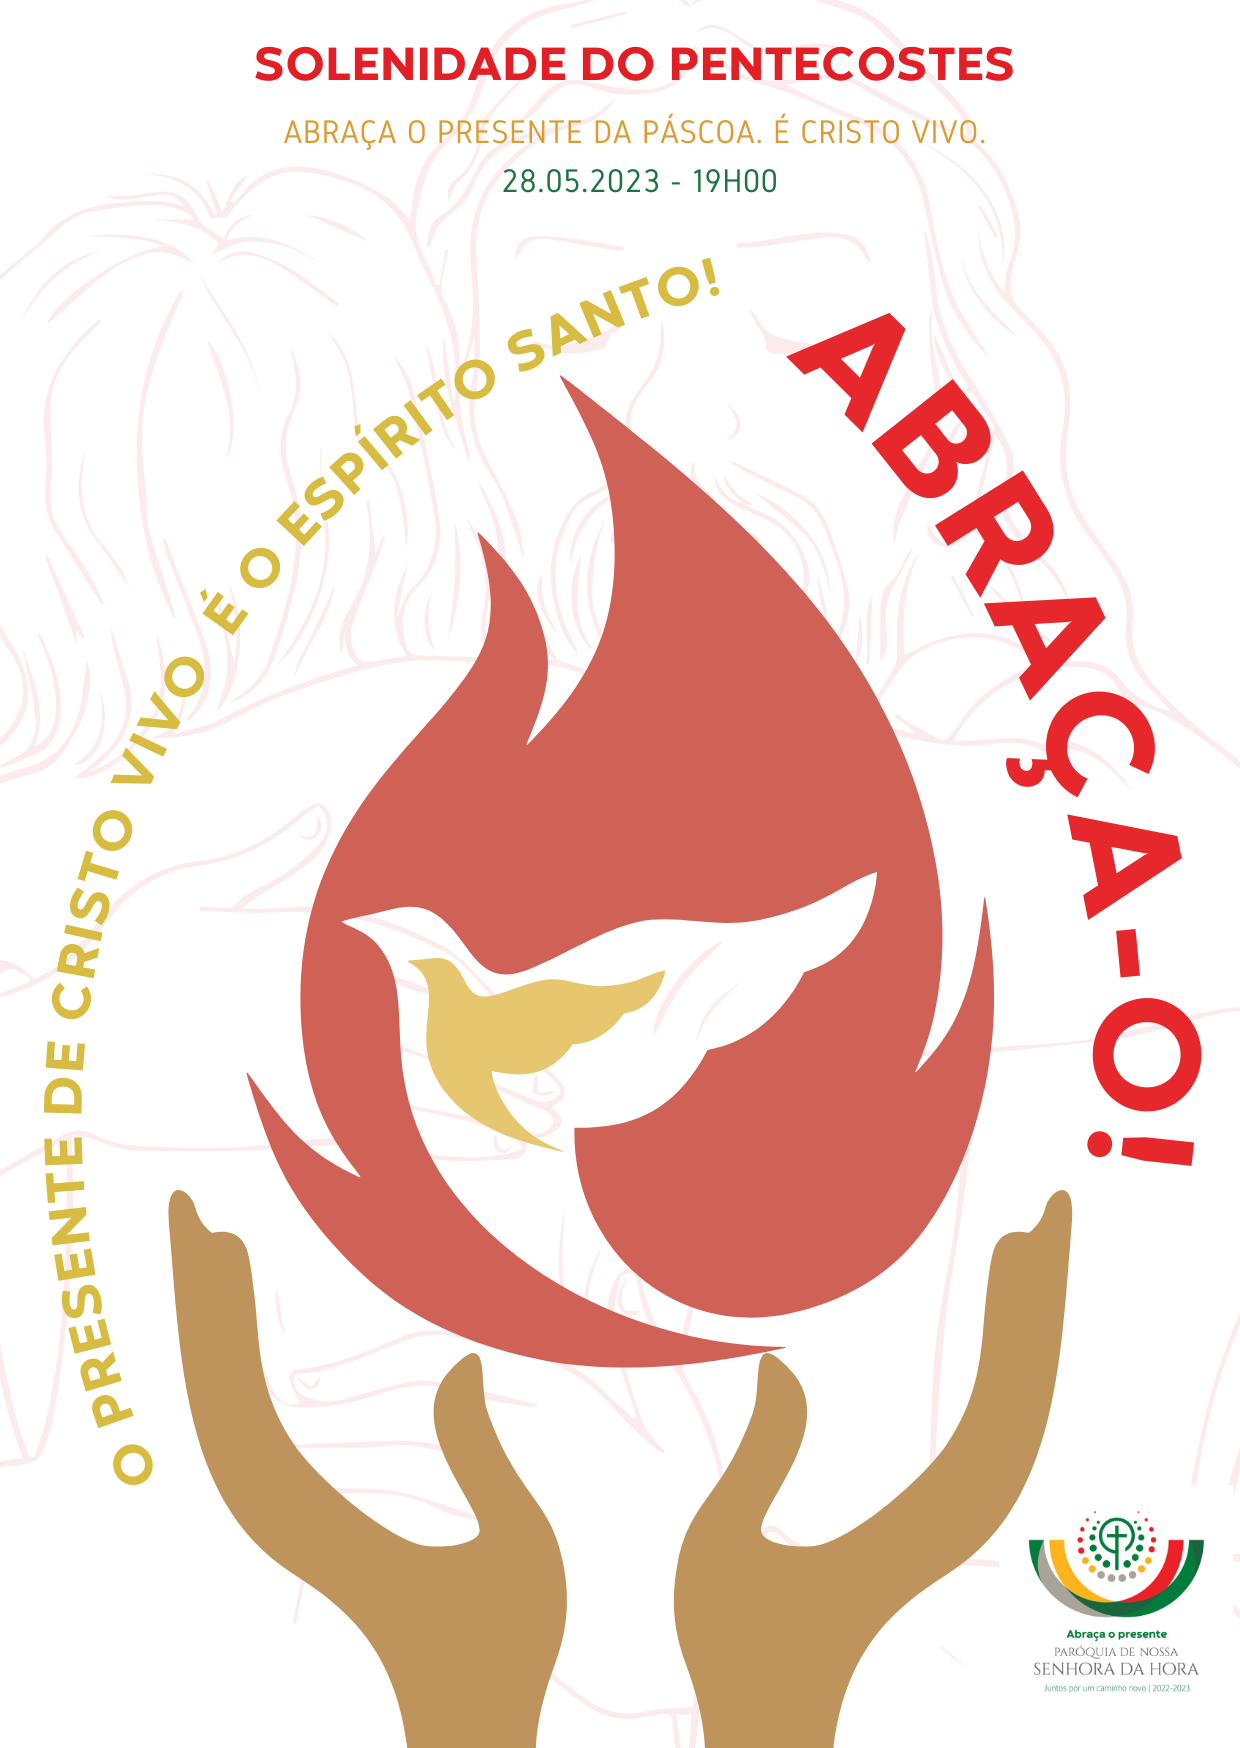 SOLENIDADE DO PENTECOSTES
ABRAÇA O PRESENTE DA PÁSCOA. É CRISTO VIVO.
28.05.2023 - 19H00
O PRESENTE DE CRISTO VIVO É O ESPÍRITO SANTO!
ABRAÇA-O!
Abraça o presente
PARÓQUIA DE NOSSA
SENHORA DA HORA
Juntos por um caminho novo | 2022-2023